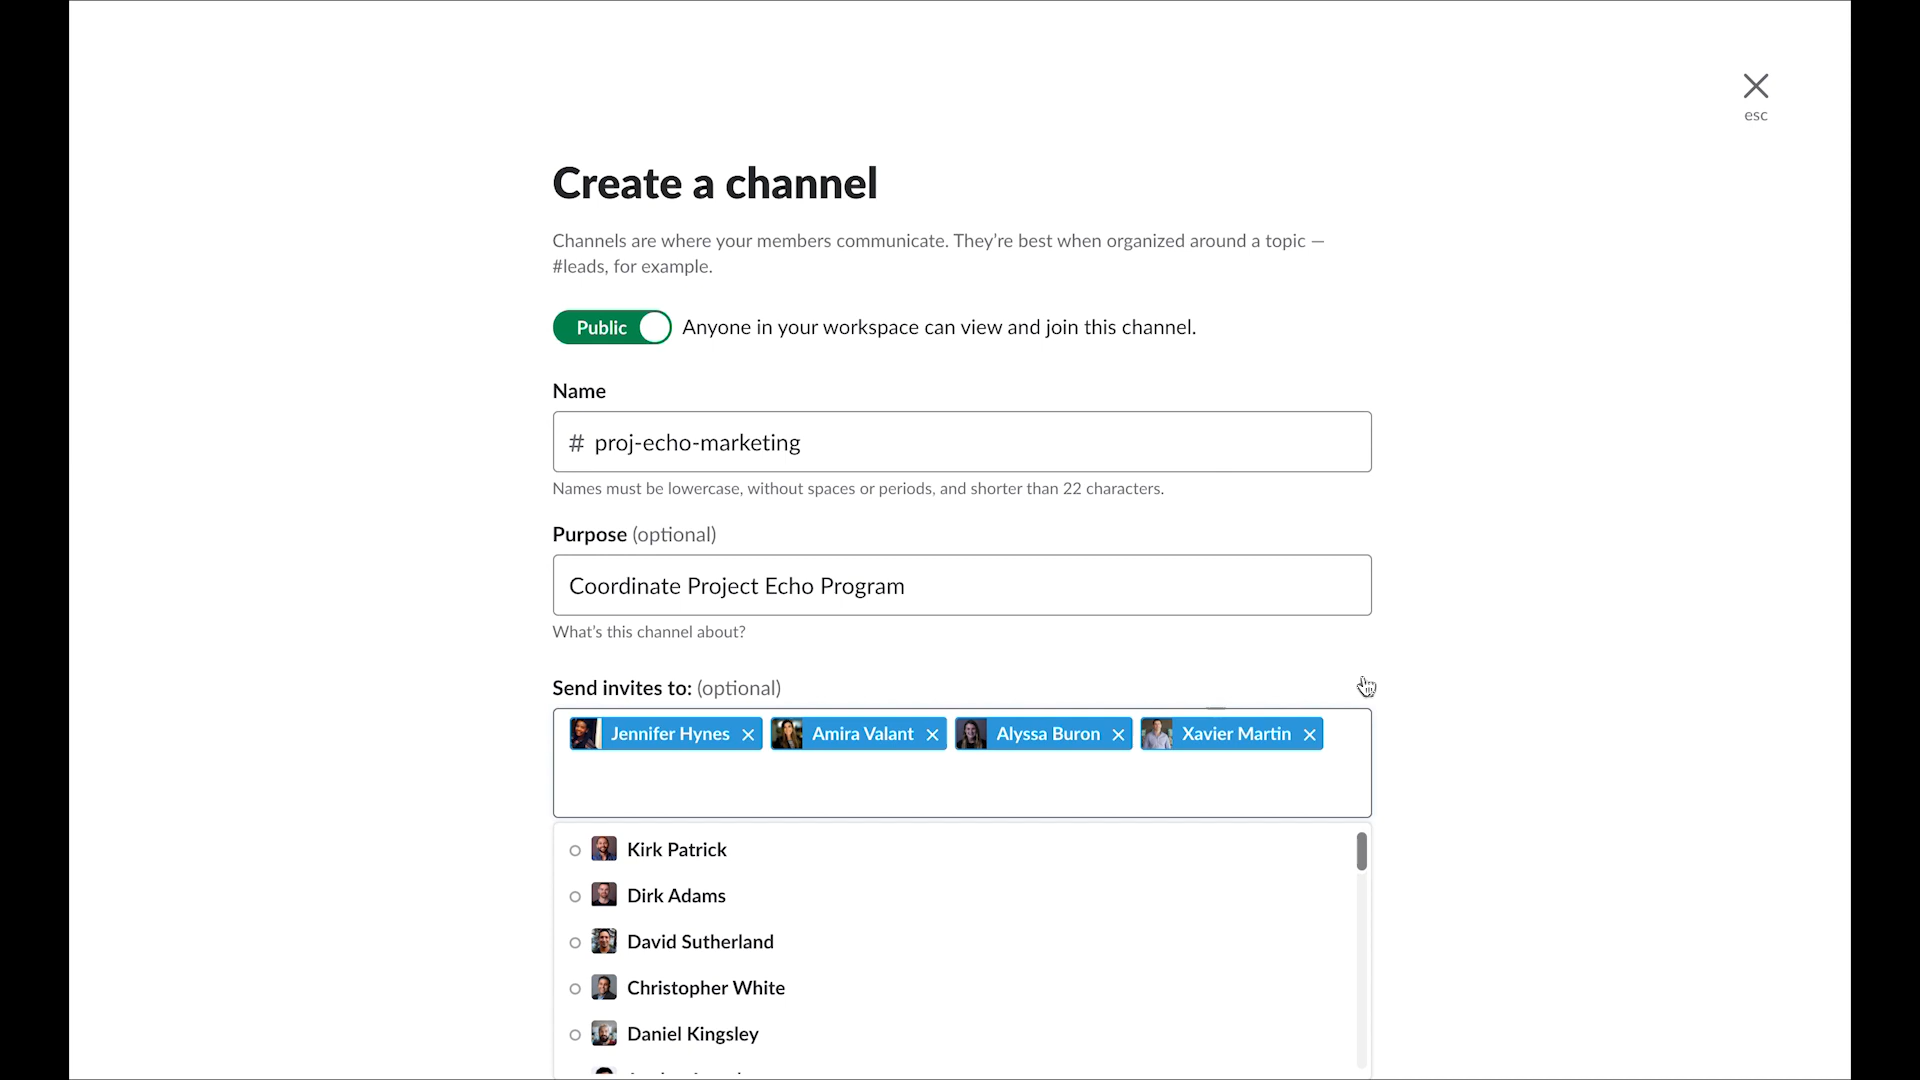 esc
Create a channel
Channels are where your members communicate. They’re best when organized around a topic —
#leads, for example.
Public Anyone in your workspace can view and join this channel.
Name
# proj-echo-marketing
Names must be lowercase, without spaces or periods, and shorter than 22 characters.
Purpose (optional)
Coordinate Project Echo Program
What’s this channel about?
Send invites to: (optional)
Jennifer Hynes Amira Valant Alyssa Buron Xavier Martin
Kirk Patrick
Dirk Adams
David Sutherland
Christopher White
Daniel Kingsley